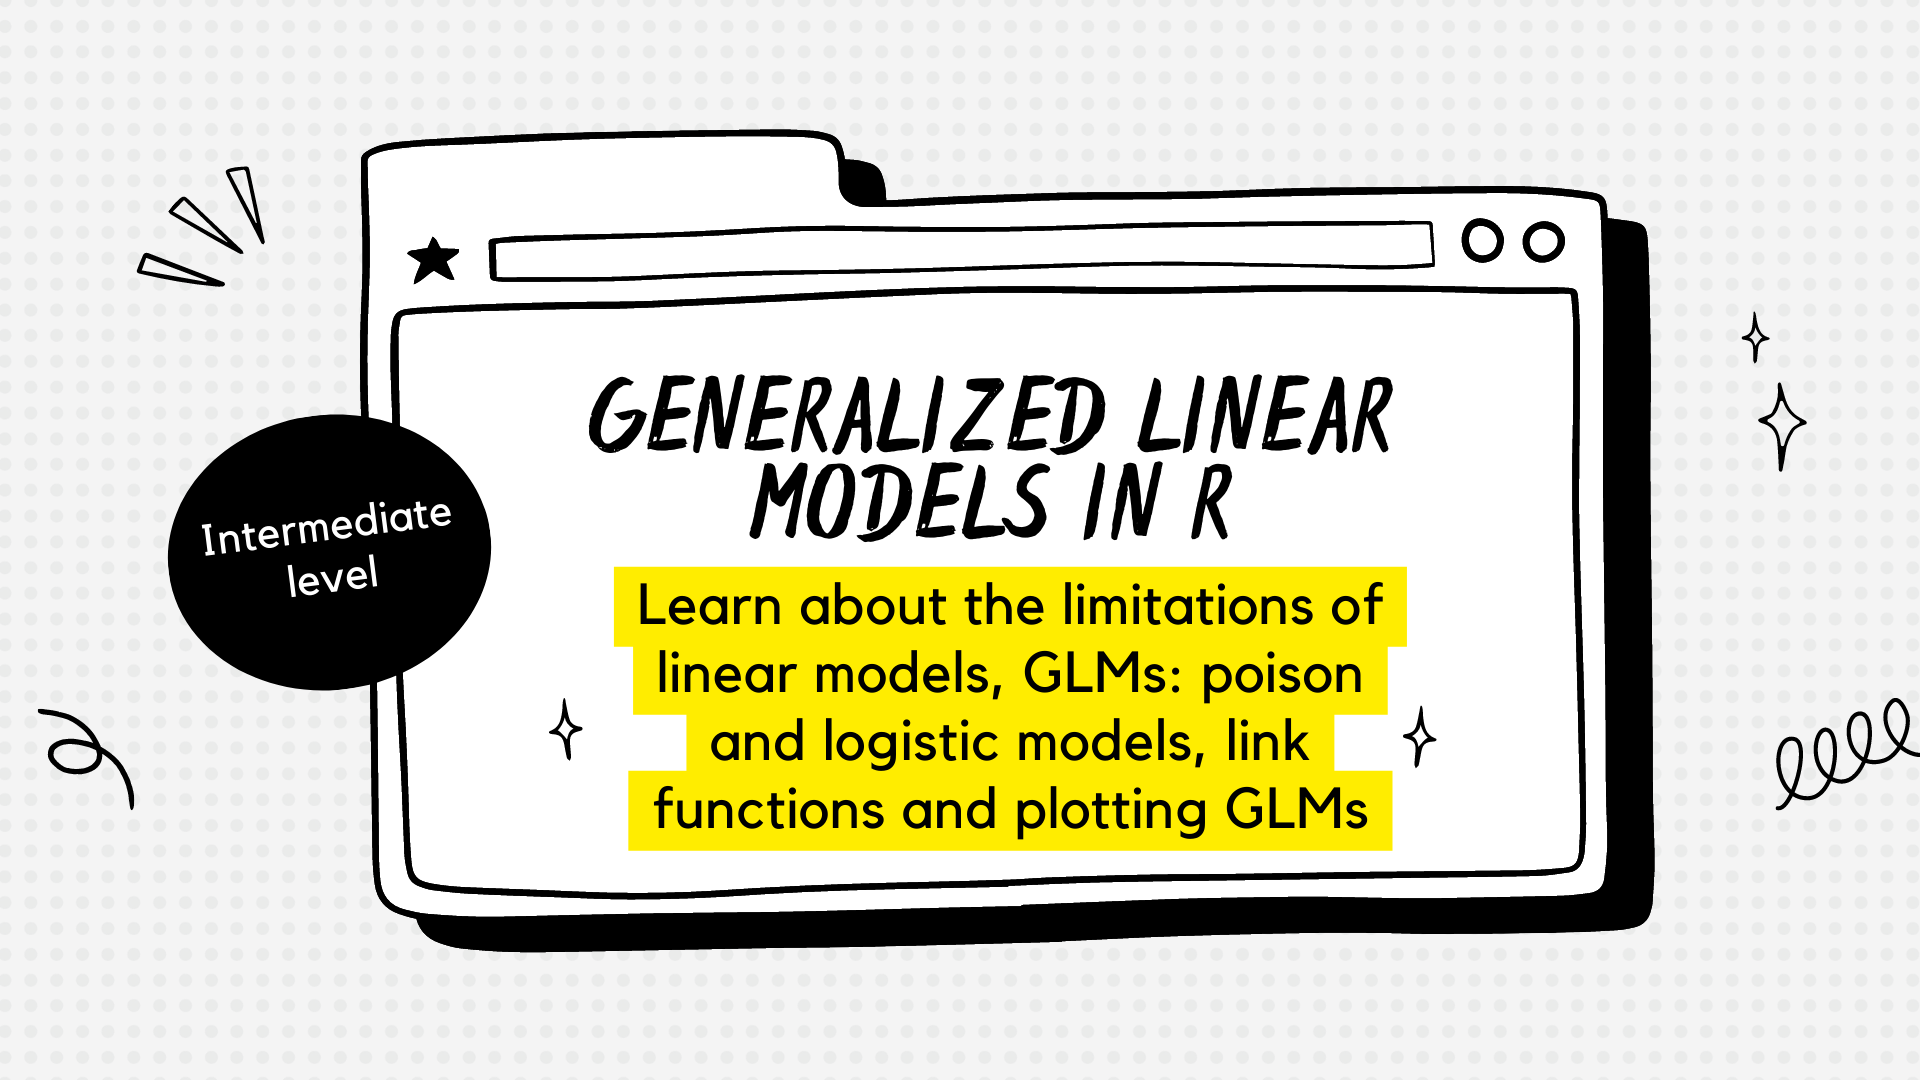 GENERALIZED LINEAR
MODELS IN R
Intermediate
level
Learn about the limitations of
linear models, GLMs: poison
and logistic models, link
functions and plotting GLMs